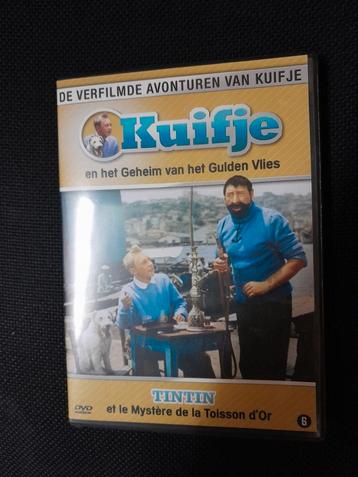 DE VERFILMDE AVONTUREN VAN KUIFJE
Kuifje
en het Geheim van het Gulden Vlies
TINTIN
et le Mystère de la Toisson d'Or
DVD
6